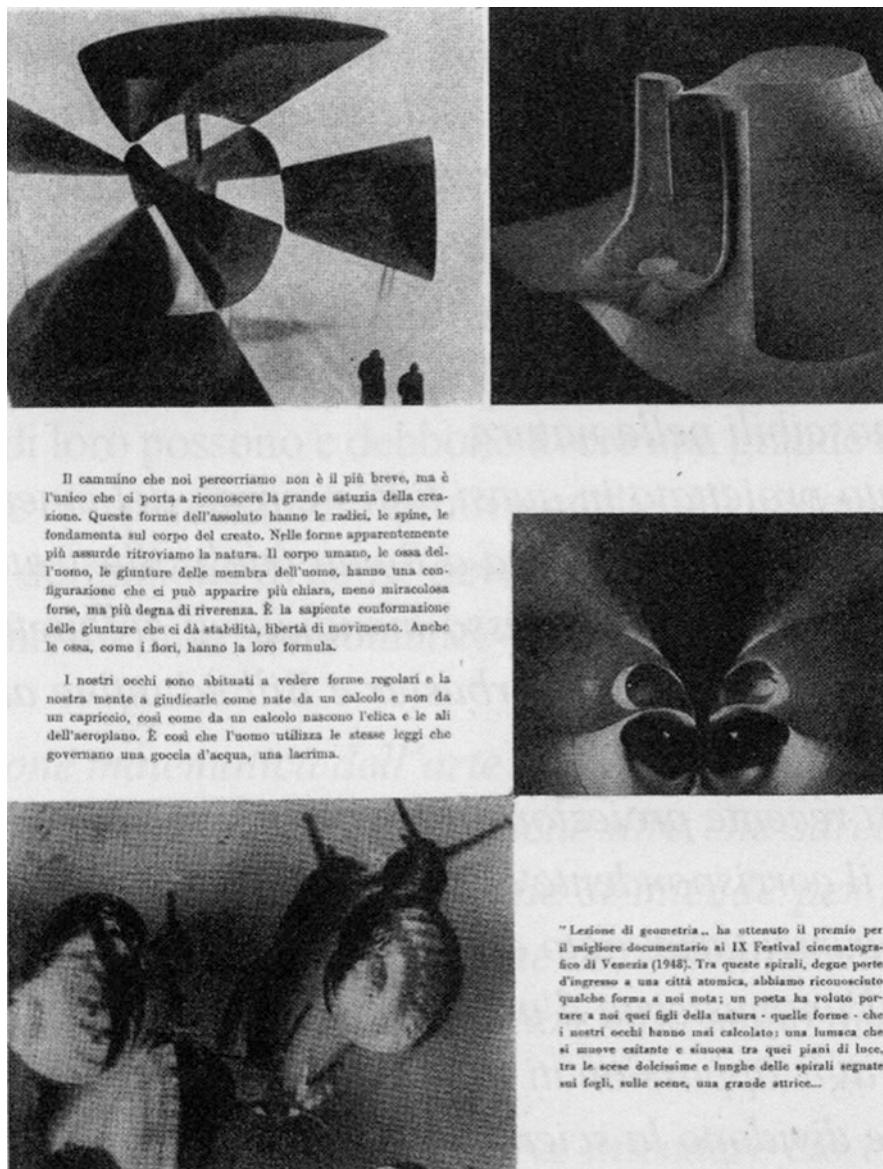 Il cammino che noi percorriamo non è il più breve, ma è
l'unico che ci porta a riconoscere la grande astuzia della crea-
zione. Queste forme dell'assoluto hanno le radici, le spine, le
fondamenta sul corpo del creato. Nelle forme apparentemente
più assurde ritroviamo la natura. Il corpo umano, le ossa del-
l'uomo, le giunture delle membra dell'uomo, hanno una con-
figurazione che ci può apparire più chiara, meno miracolosa
forse, ma più degna di riverenza. È la sapiente conformazione
delle giunture che ci dà stabilità, libertà di movimento. Anche
le ossa, come i fiori, hanno la loro formula.
I nostri occhi sono abituati a vedere forme regolari e la
nostra mente a giudicarle come nate da un calcolo e non da
un capriccio, così come da un calcolo nascono l'elica e le ali
dell'aeroplano. È così che l'uomo utilizza le stesse leggi che
governano una goccia d'acqua, una lacrima.
"Lezione di geometria„ ha ottenuto il premio per
il migliore documentario al IX Festival cinematogra-
fico di Venezia (1948). Tra queste spirali, degne porte
d'ingresso a una città atomica, abbiamo riconosciuto
qualche forma a noi nota; un poeta ha voluto por-
tare a noi quei figli della natura - quelle forme - che
i nostri occhi hanno mai calcolato; una lumaca che
si muove esitante e sinuosa tra quei piani di luce,
tra le scese dolcissime e lunghe delle spirali segnate
sui fogli, sulle scene, una grande attrice...